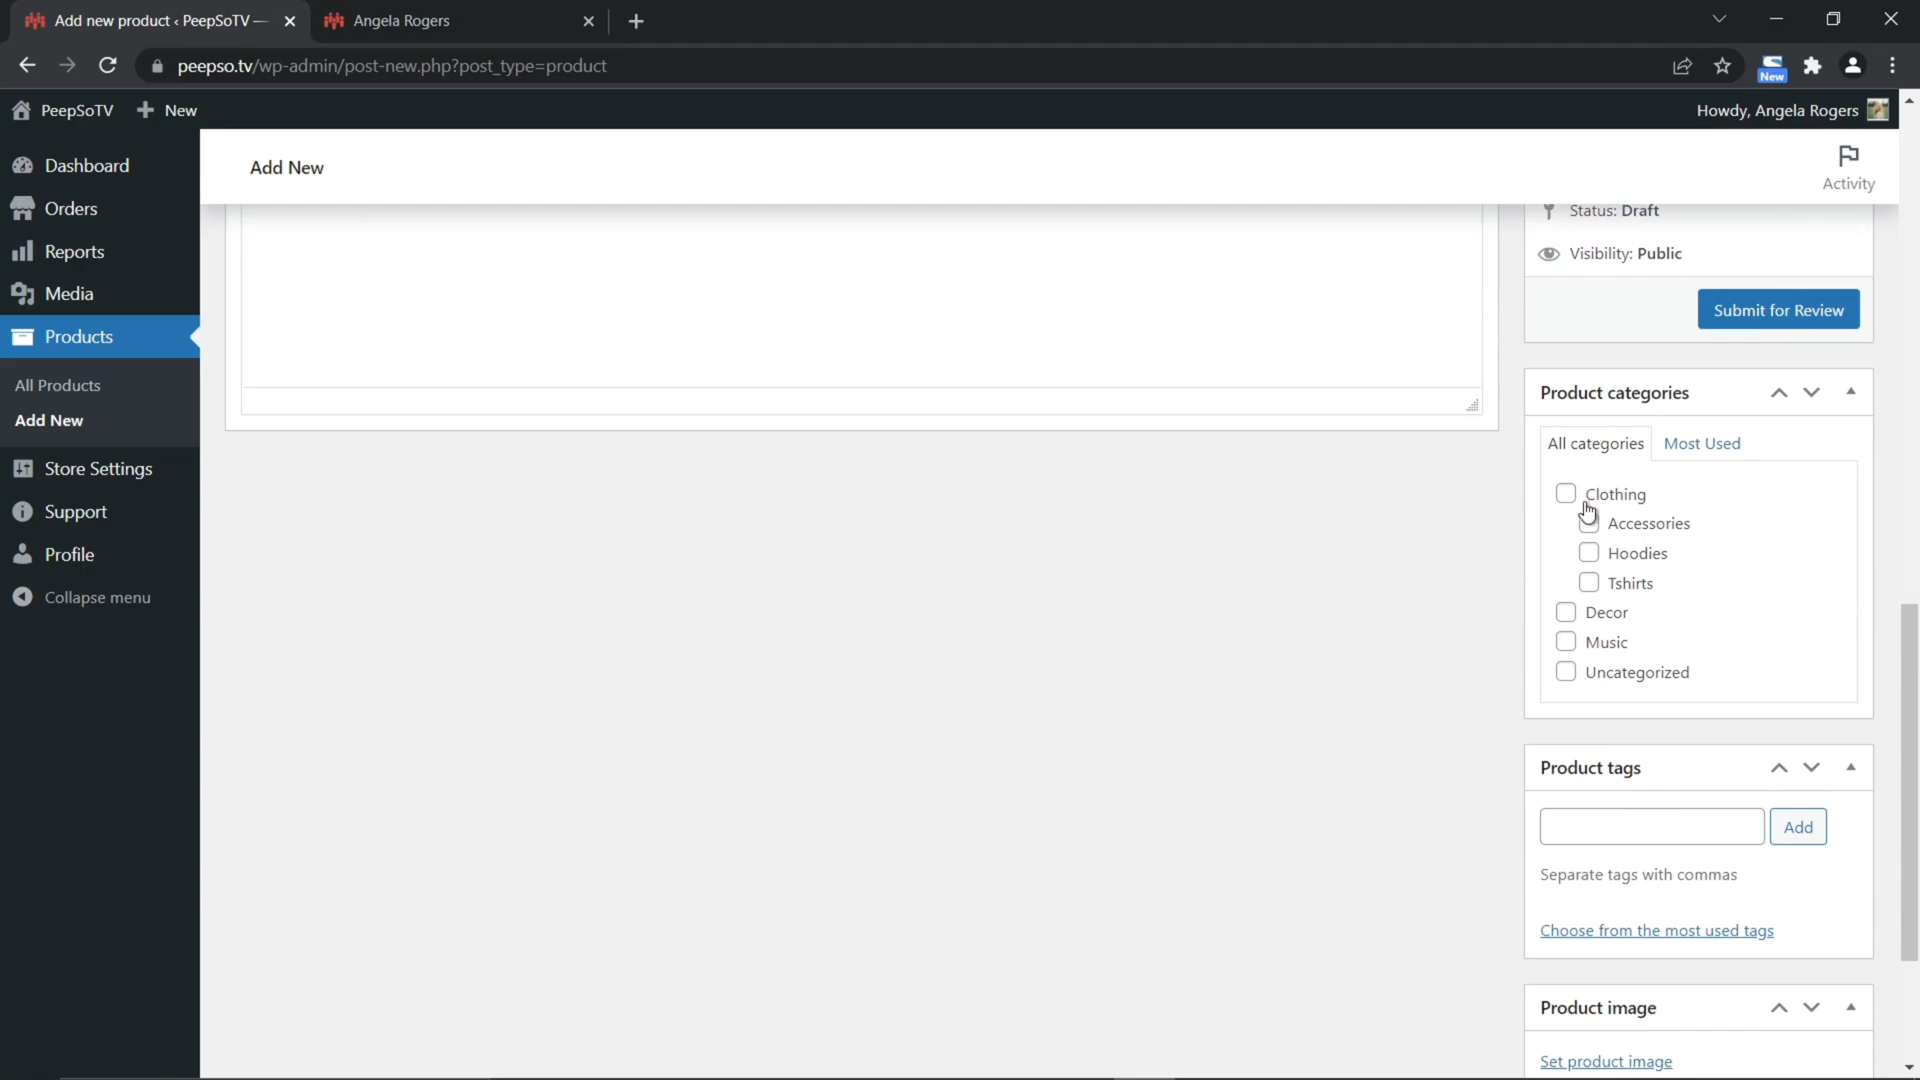 Add new product ‹ PeepSoTV —
Angela Rogers
peepso.tv/wp-admin/post-new.php?post_type=product
New
PeepSoTV
New
Howdy, Angela Rogers
Dashboard
Orders
Reports
Media
Products
All Products
Add New
Store Settings
Support
Profile
Collapse menu
Add New
Activity
Status: Draft
Visibility: Public
Submit for Review
Product categories
All categories
Most Used
Clothing
Accessories
Hoodies
Tshirts
Decor
Music
Uncategorized
Product tags
Add
Separate tags with commas
Choose from the most used tags
Product image
Set product image